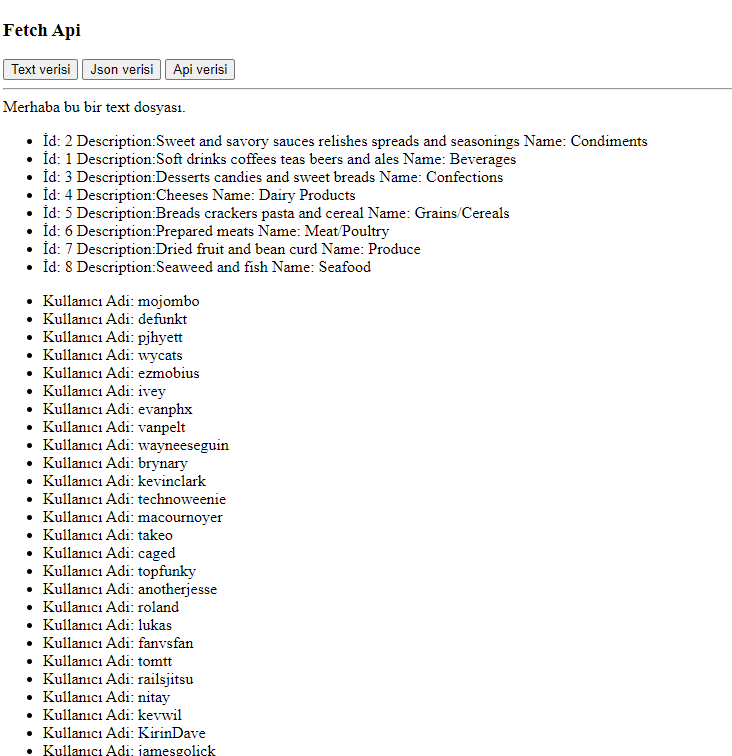 Fetch Api
Text verisi Json verisi Api verisi
Merhaba bu bir text dosyası.
İd: 2 Description:Sweet and savory sauces relishes spreads and seasonings Name: Condiments
İd: 1 Description:Soft drinks coffees teas beers and ales Name: Beverages
İd: 3 Description:Desserts candies and sweet breads Name: Confections
İd: 4 Description:Cheeses Name: Dairy Products
İd: 5 Description:Breads crackers pasta and cereal Name: Grains/Cereals
İd: 6 Description:Prepared meats Name: Meat/Poultry
İd: 7 Description:Dried fruit and bean curd Name: Produce
İd: 8 Description:Seaweed and fish Name: Seafood
Kullanıcı Adi: mojombo
Kullanıcı Adi: defunkt
Kullanıcı Adi: pjhyett
Kullanıcı Adi: wycats
Kullanıcı Adi: ezmobius
Kullanıcı Adi: ivey
Kullanıcı Adi: evanphx
Kullanıcı Adi: vanpelt
Kullanıcı Adi: wayneeseguin
Kullanıcı Adi: brynary
Kullanıcı Adi: kevinclark
Kullanıcı Adi: technoweenie
Kullanıcı Adi: macournoyer
Kullanıcı Adi: takeo
Kullanıcı Adi: caged
Kullanıcı Adi: topfunky
Kullanıcı Adi: anotherjesse
Kullanıcı Adi: roland
Kullanıcı Adi: lukas
Kullanıcı Adi: fanvsfan
Kullanıcı Adi: tomtt
Kullanıcı Adi: railsjitsu
Kullanıcı Adi: nitay
Kullanıcı Adi: kevwil
Kullanıcı Adi: KirinDave
Kullanıcı Adi: jamesgolick